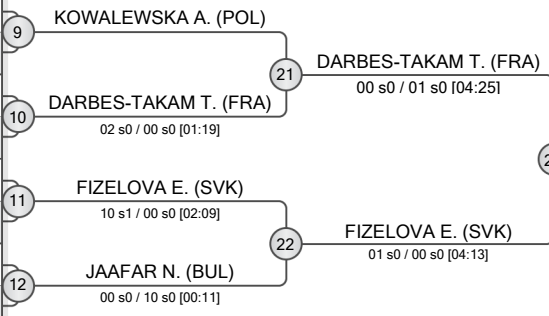 KOWALEWSKA A. (POL)
9
21
DARBES-TAKAM T. (FRA)
00 s0 / 01 s0 [04:25]
DARBES-TAKAM T. (FRA)
10
02 s0 / 00 s0 [01:19]
2
FIZELOVA E. (SVK)
11
10 s1 / 00 s0 [02:09]
22
FIZELOVA E. (SVK)
01 s0 / 00 s0 [04:13]
JAAFAR N. (BUL)
12
00 s0 / 10 s0 [00:11]